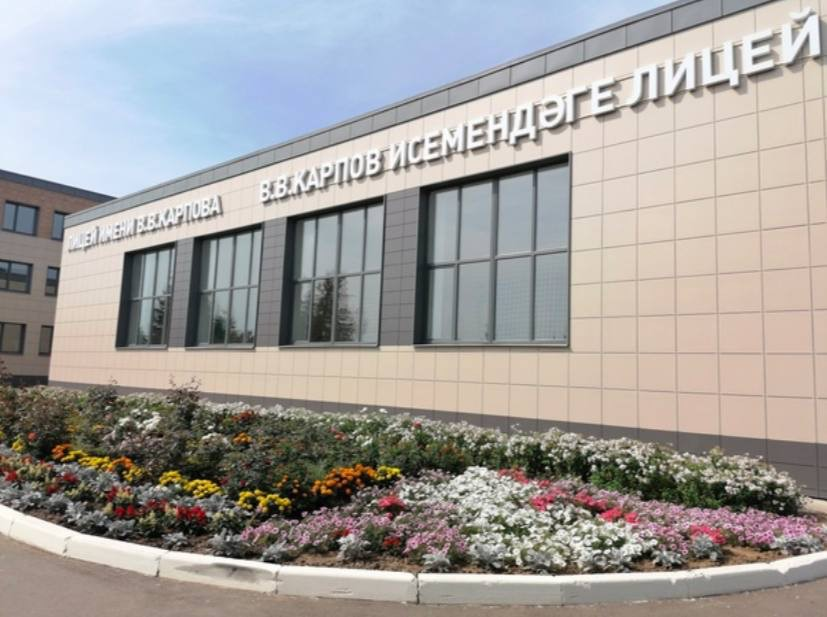 ЛИЦЕЙ ИМЕНИ В.В.КАРПОВА
В.В.КАРПОВ ИСЕМЕНДӘГЕ ЛИЦЕЙ